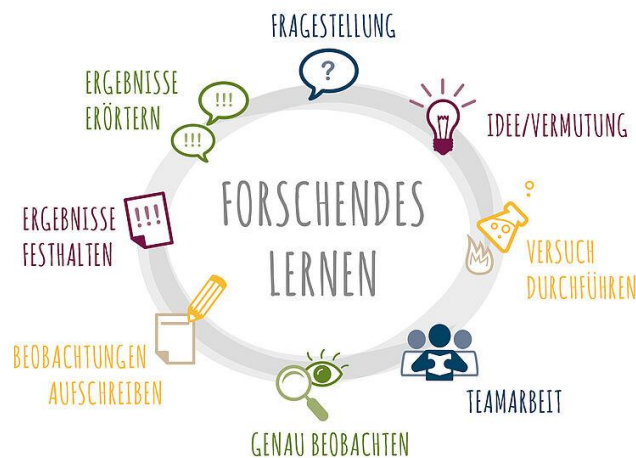 FRAGESTELLUNG
?
IDEE/VERMUTUNG
VERSUCH
DURCHFÜHREN
TEAMARBEIT
GENAU BEOBACHTEN
BEOBACHTUNGEN
AUFSCHREIBEN
ERGEBNISSE
FESTHALTEN
!!!
ERGEBNISSE
ERÖRTERN
!!!
!!!
FORSCHENDES
LERNEN